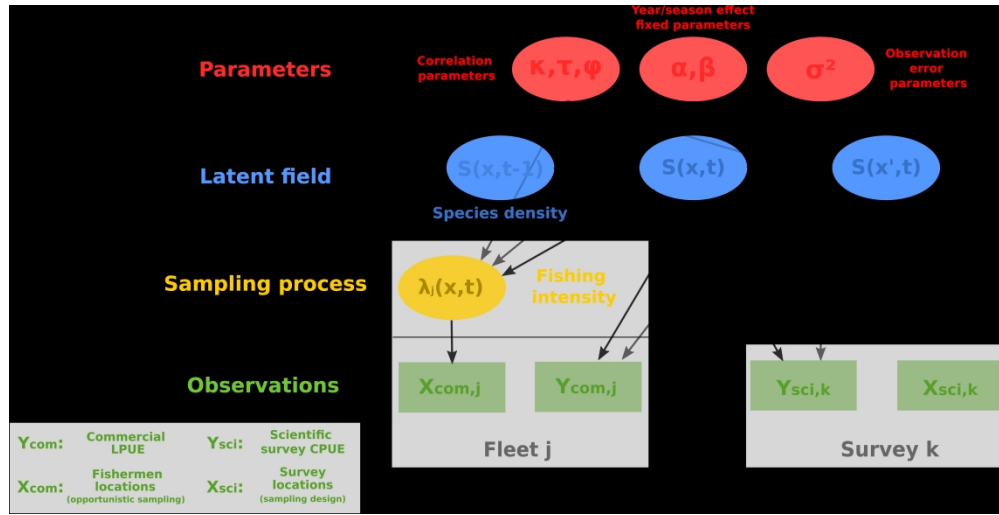 Year/season effect
fixed parameters
Parameters
Correlation
parameters
κ,τ,φ
α,β
σ²
Observation
error
parameters
Latent field
S(x,t-1)
S(x,t)
S(x',t)
Species density
Sampling process
λj(x,t)
Fishing
intensity
Observations
Xcom,j
Ycom,j
Ysci,k
Xsci,k
Fleet j
Survey k
Ycom:
Commercial
LPUE
Ysci:
Scientific
survey CPUE
Xcom:
Fishermen
locations
(opportunistic sampling)
Xsci:
Survey
locations
(sampling design)